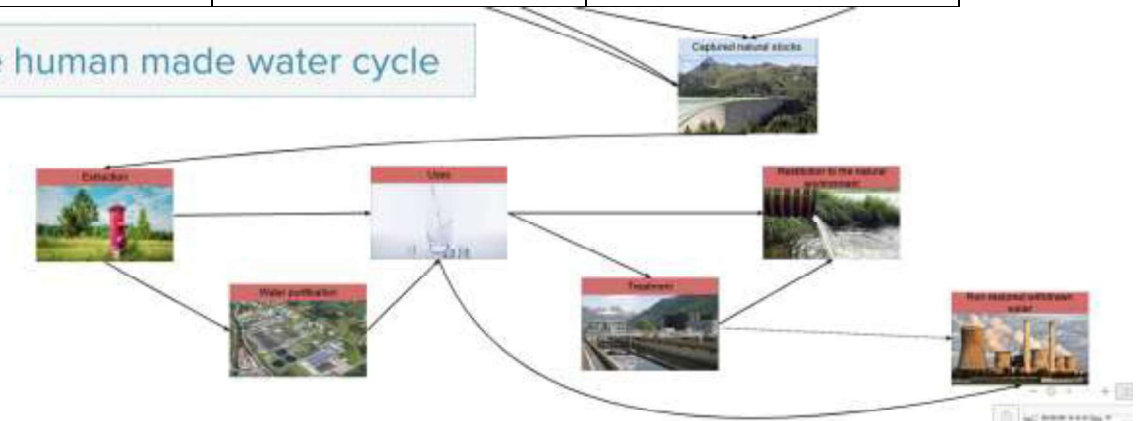 human made water cycle
Captured natural stocks
Extraction
Uses
Restitution to the natural
environment
Water purification
Treatment
Non restored withdrawn
water